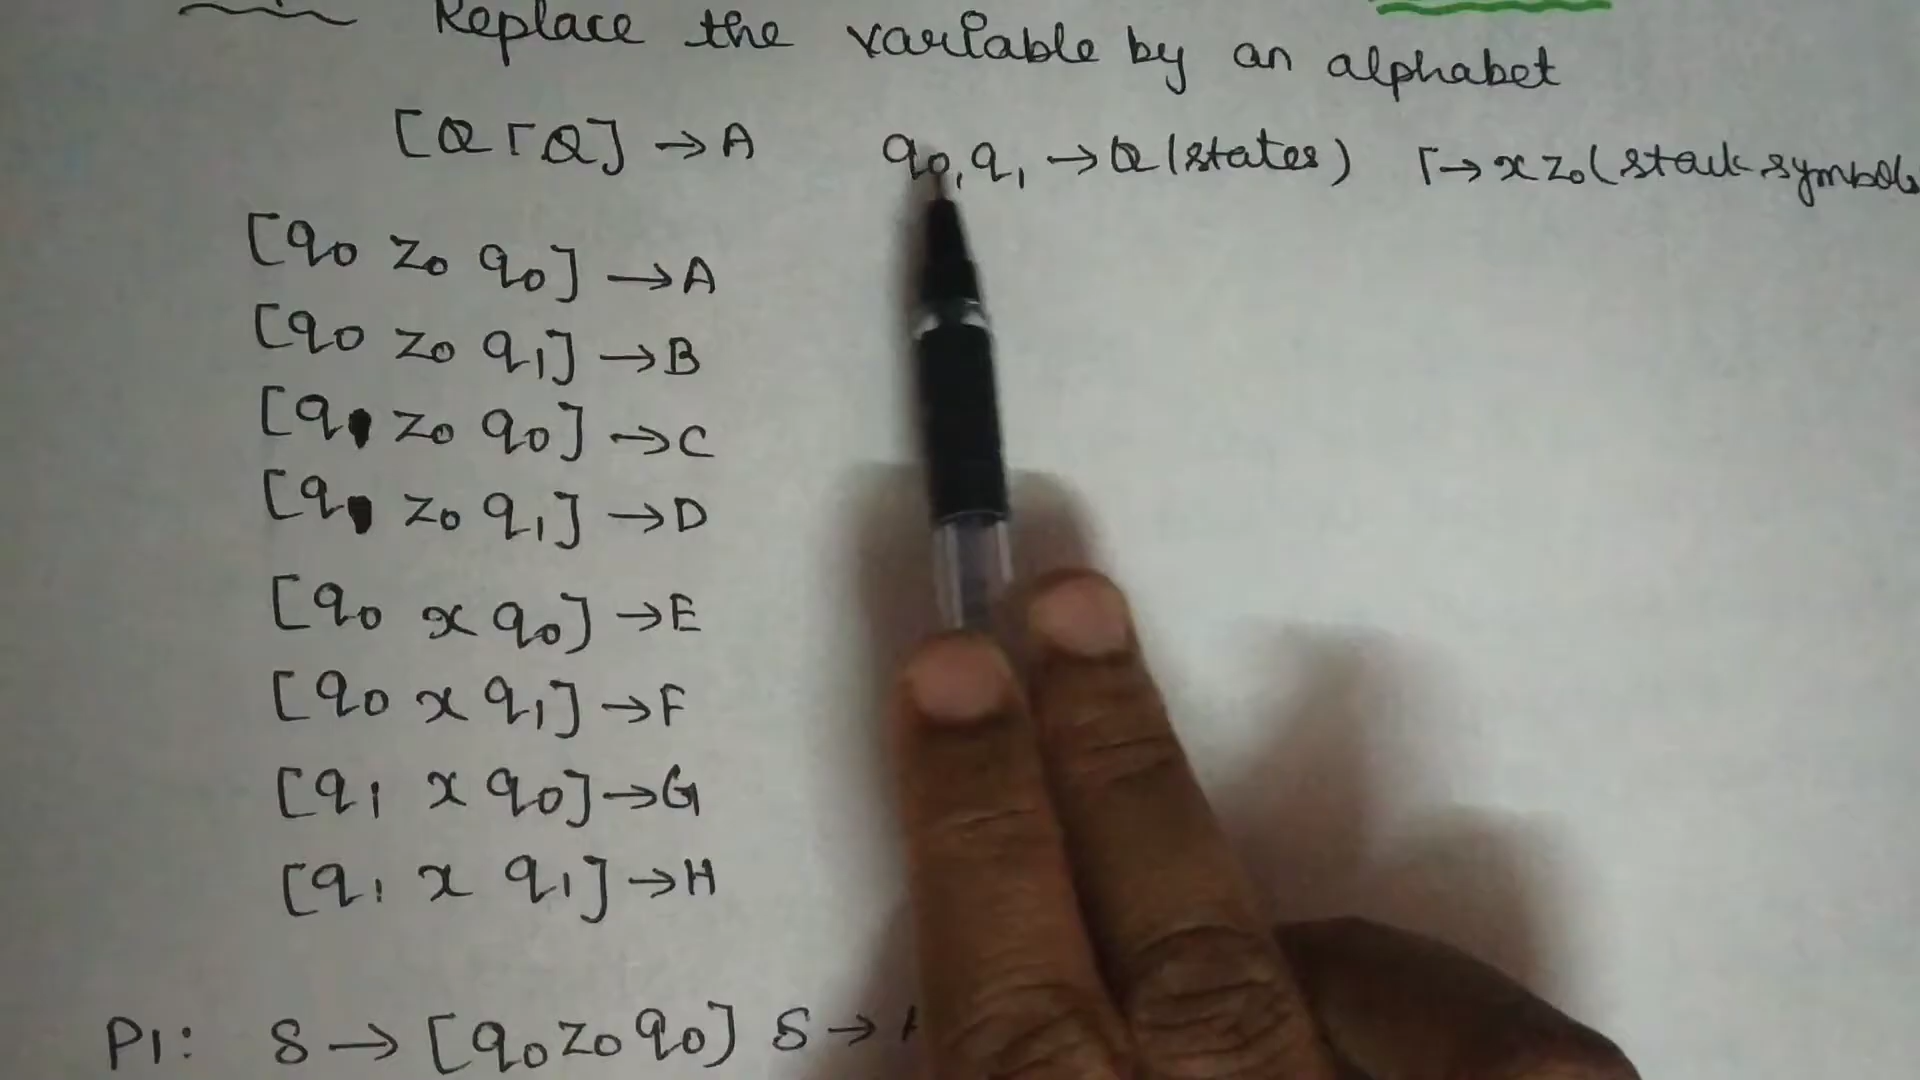 Replace the variable by an alphabet
[Q Γ Q] → A q0, q1 → Q (states) Γ → x z0 (stack symbols
[q0 z0 q0] → A
[q0 z0 q1] → B
[q1 z0 q0] → C
[q1 z0 q1] → D
[q0 x q0] → E
[q0 x q1] → F
[q1 x q0] → G
[q1 x q1] → H
P1: S → [q0 z0 q0] S →